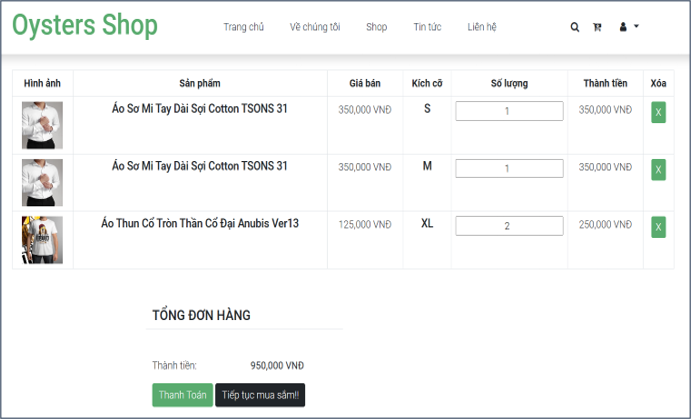 Oysters Shop Trang chủ Về chúng tôi Shop Tin tức Liên hệ
Hình ảnh Sản phẩm Giá bán Kích cỡ Số lượng Thành tiền Xóa
Áo Sơ Mi Tay Dài Sợi Cotton TSONS 31 350,000 VNĐ S 1 350,000 VNĐ X
Áo Sơ Mi Tay Dài Sợi Cotton TSONS 31 350,000 VNĐ M 1 350,000 VNĐ X
Áo Thun Cổ Tròn Thần Cổ Đại Anubis Ver13 125,000 VNĐ XL 2 250,000 VNĐ X
TỔNG ĐƠN HÀNG
Thành tiền: 950,000 VNĐ
Thanh Toán Tiếp tục mua sắm!!